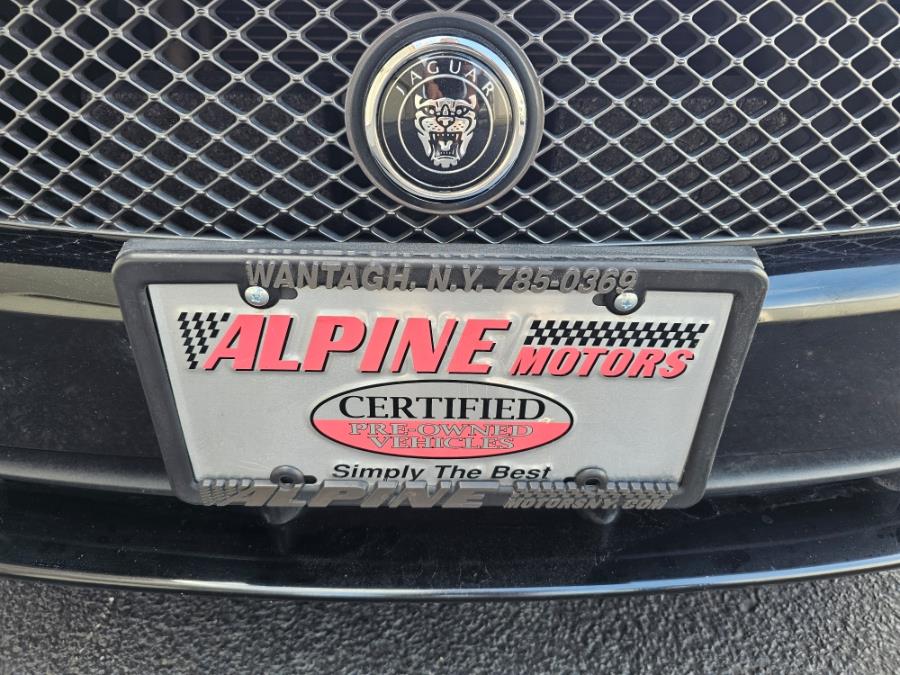 JAGUAR
WANTAGH, N.Y. 785-0369
ALPINE MOTORS
CERTIFIED
PRE-OWNED
VEHICLES
Simply The Best
ALPINE MOTORSNY.COM